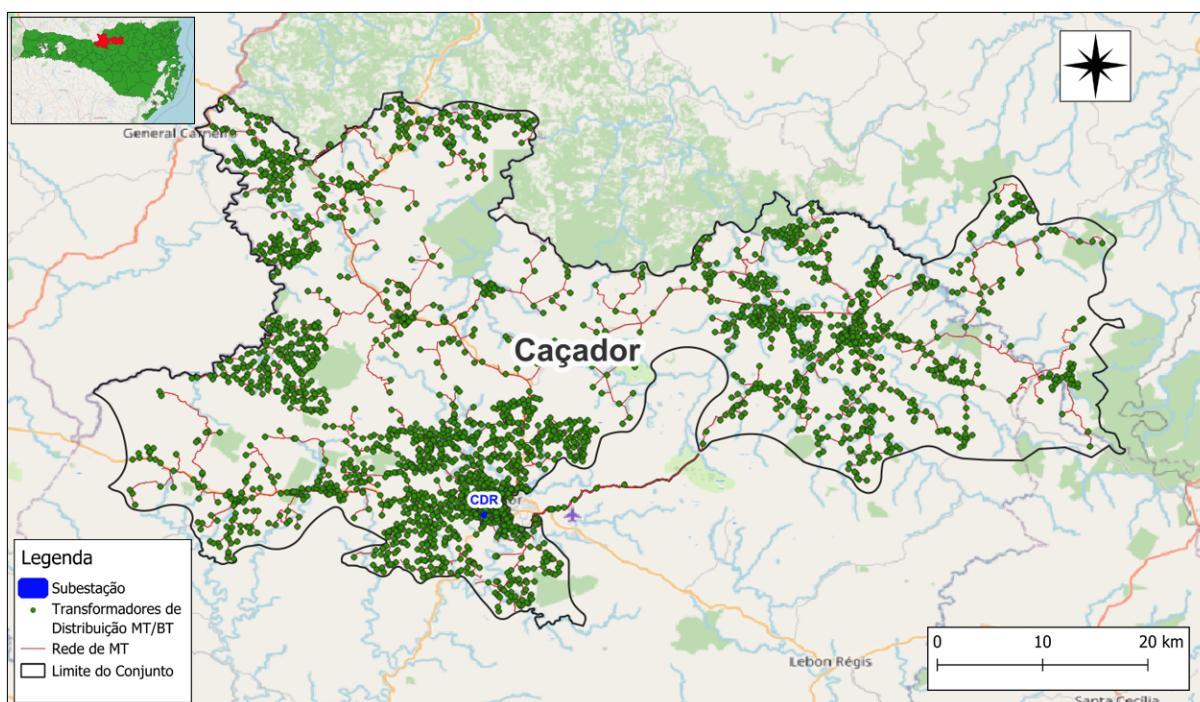 General Carneiro
Caçador
CDR
Legenda
Subestação
Transformadores de
Distribuição MT/BT
Rede de MT
Limite do Conjunto
0 10 20 km
Lebon Régis
Santa Cecília